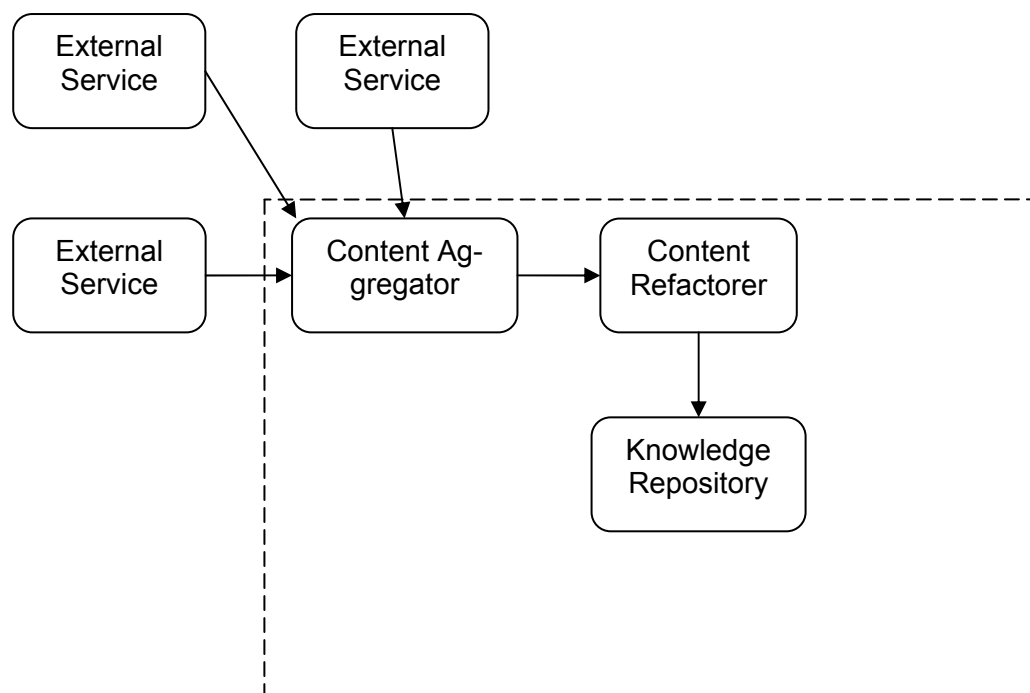 External
Service
External
Service
External
Service
Content Ag-
gregator
Content
Refactorer
Knowledge
Repository